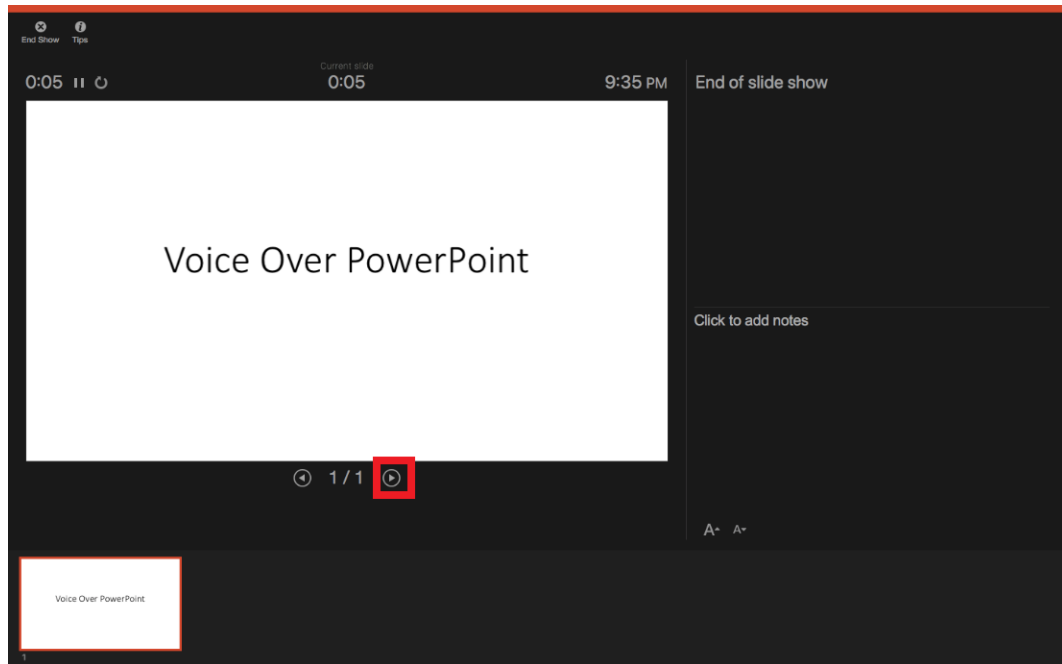 End Show Tips
Current slide
0:05 0:05 9:35 PM
End of slide show
Voice Over PowerPoint
Click to add notes
1 / 1
A A
Voice Over PowerPoint
1